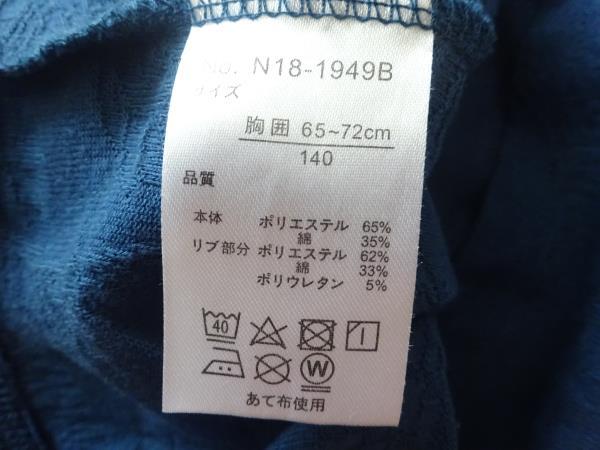 No. N18-1949B
サイズ
胸囲 65~72cm
140
品質
本体 ポリエステル 65%
綿 35%
リブ部分 ポリエステル 62%
綿 33%
ポリウレタン 5%
40
W
あて布使用